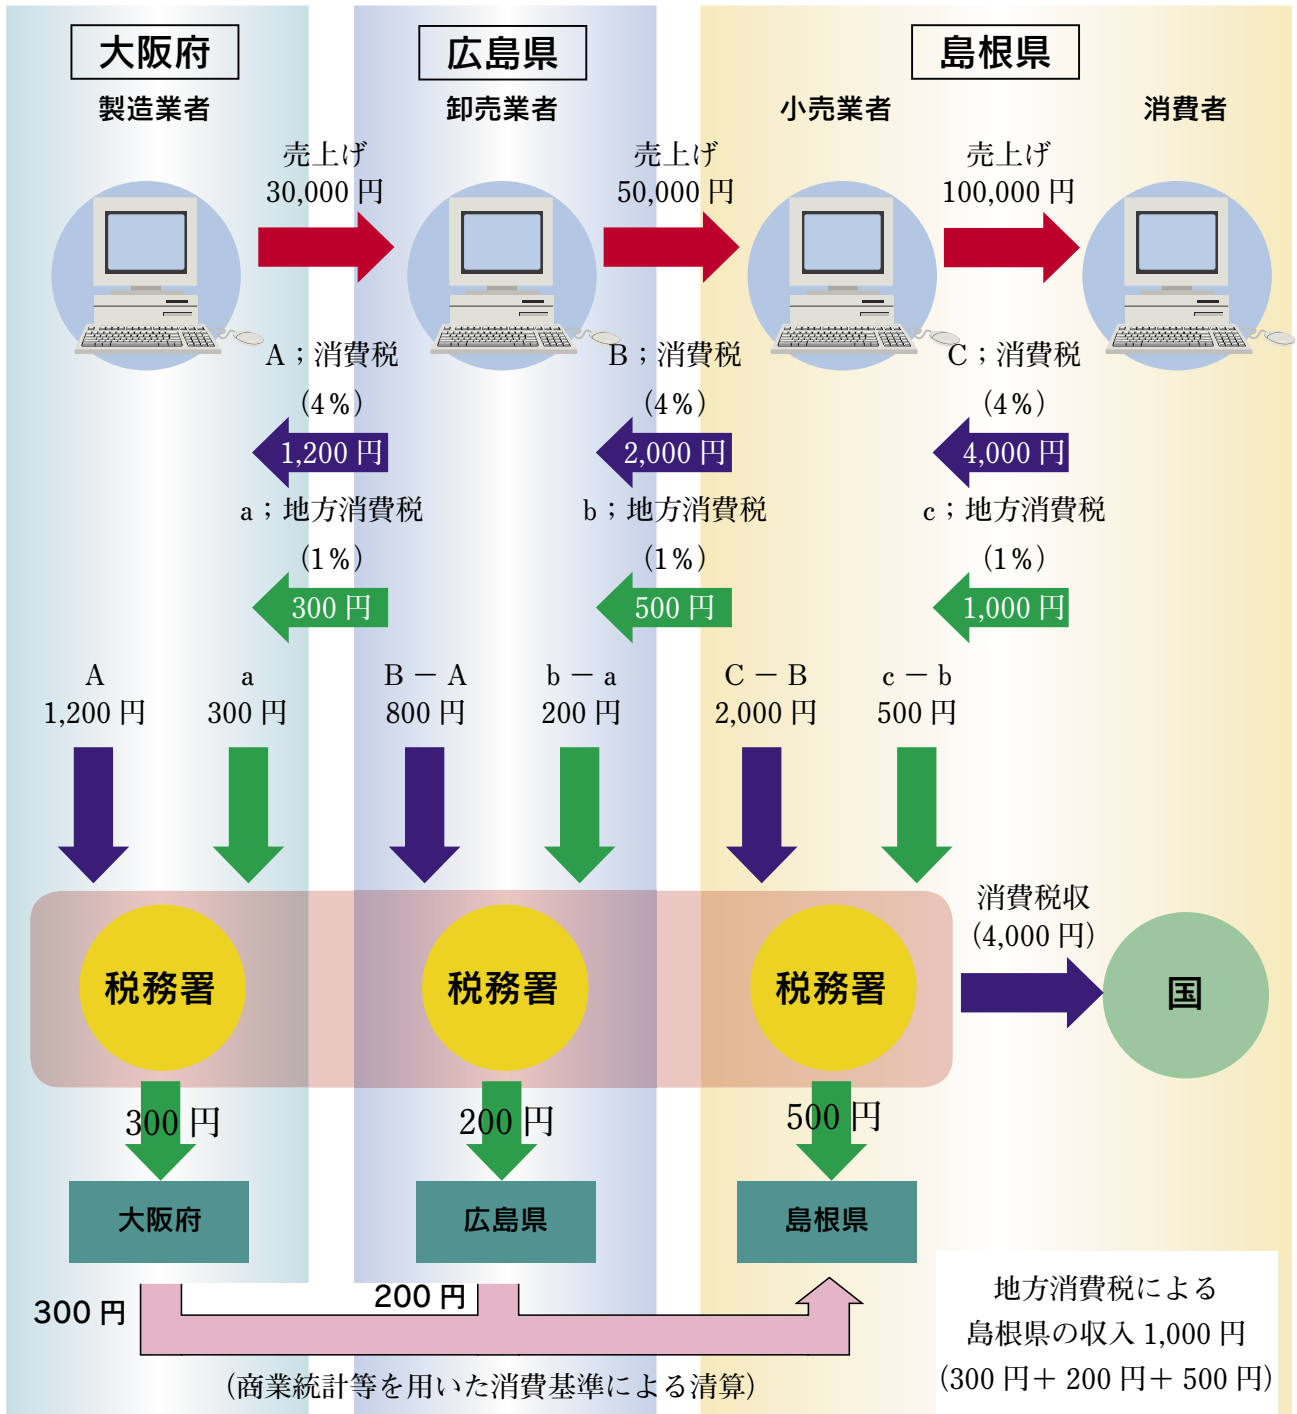 大阪府
広島県
島根県
製造業者
卸売業者
小売業者
消費者
売上げ
30,000 円
売上げ
50,000 円
売上げ
100,000 円
A；消費税
(4%)
1,200 円
B；消費税
(4%)
2,000 円
C；消費税
(4%)
4,000 円
a；地方消費税
(1%)
300 円
b；地方消費税
(1%)
500 円
c；地方消費税
(1%)
1,000 円
A
1,200 円
a
300 円
B － A
800 円
b － a
200 円
C － B
2,000 円
c － b
500 円
税務署
税務署
税務署
消費税収
(4,000 円)
国
300 円
200 円
500 円
大阪府
広島県
島根県
300 円
200 円
(商業統計等を用いた消費基準による清算)
地方消費税による
島根県の収入 1,000 円
(300 円＋ 200 円＋ 500 円)